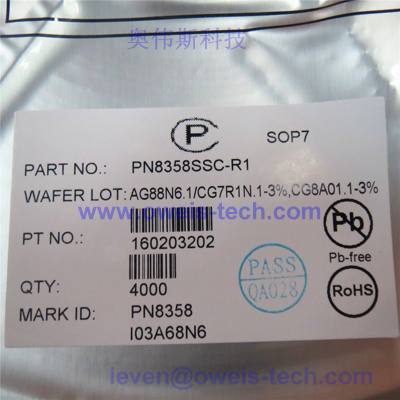 奥伟斯科技
P
SOP7
PART NO.: PN8358SSC-R1
WAFER LOT: AG88N6.1/CG7R1N.1-3%,CG8A01.1-3%
www.oweis-tech.com
PT NO.: 160203202
Pb
Pb-free
PASS
QA028
QTY: 4000
RoHS
MARK ID: PN8358
I03A68N6
leven@oweis-tech.com